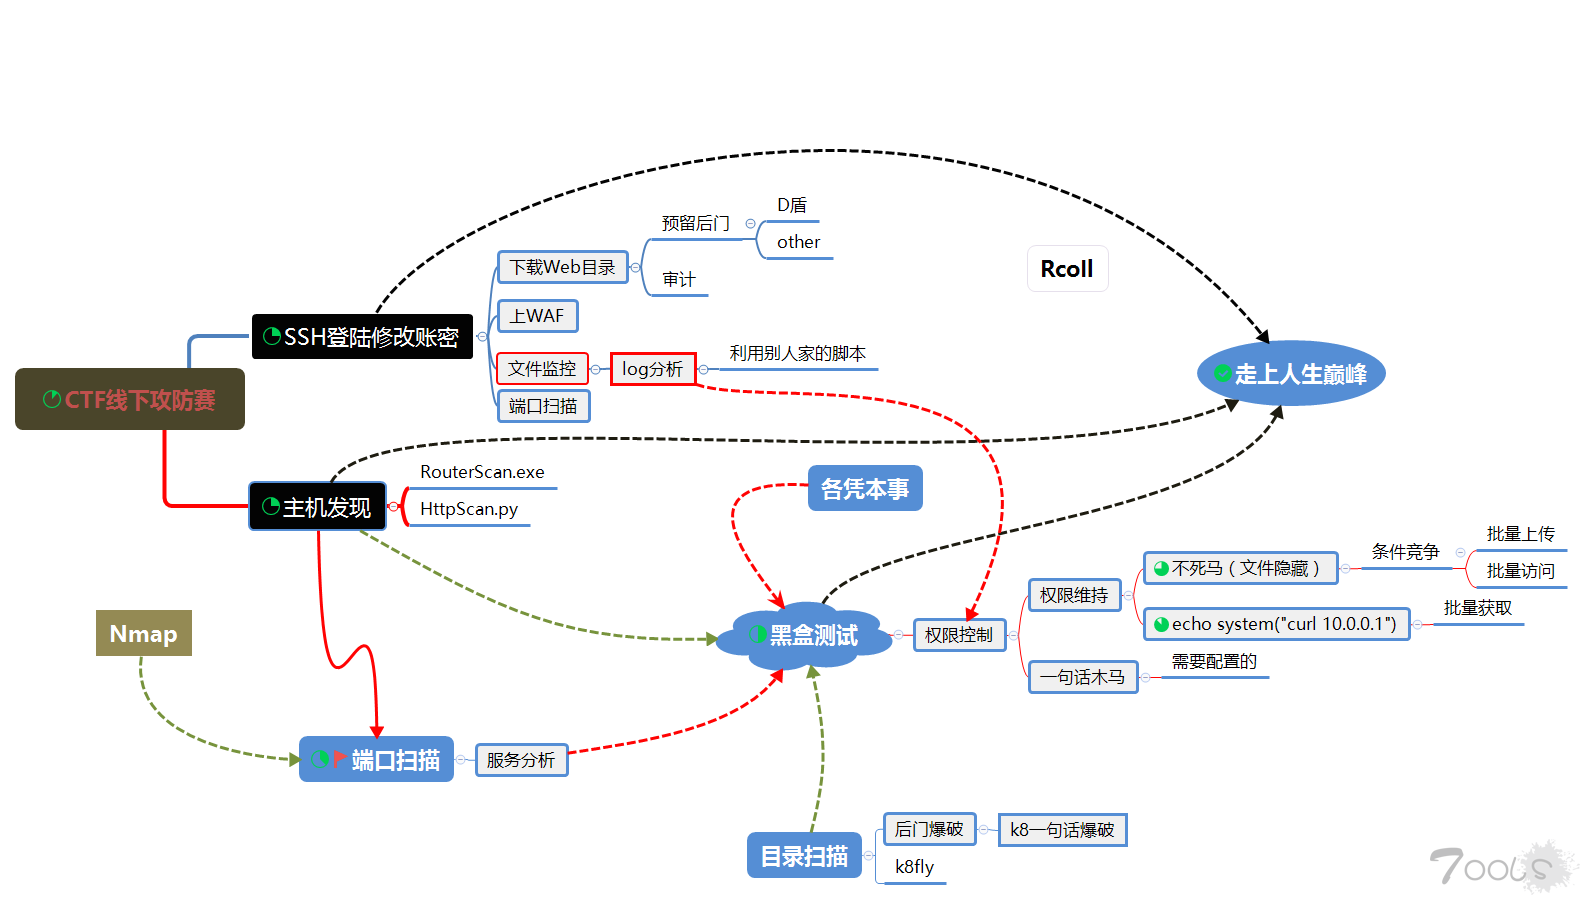 D盾
预留后门
other
下载Web目录
Rcoll
审计
上WAF
SSH登陆修改账密
利用别人家的脚本
文件监控
log分析
走上人生巅峰
CTF线下攻防赛
端口扫描
RouterScan.exe
各凭本事
主机发现
HttpScan.py
批量上传
条件竞争
不死马（文件隐藏）
批量访问
权限维持
批量获取
echo system("curl 10.0.0.1")
Nmap
黑盒测试
权限控制
需要配置的
一句话木马
端口扫描
服务分析
后门爆破
k8一句话爆破
目录扫描
k8fly
7ools